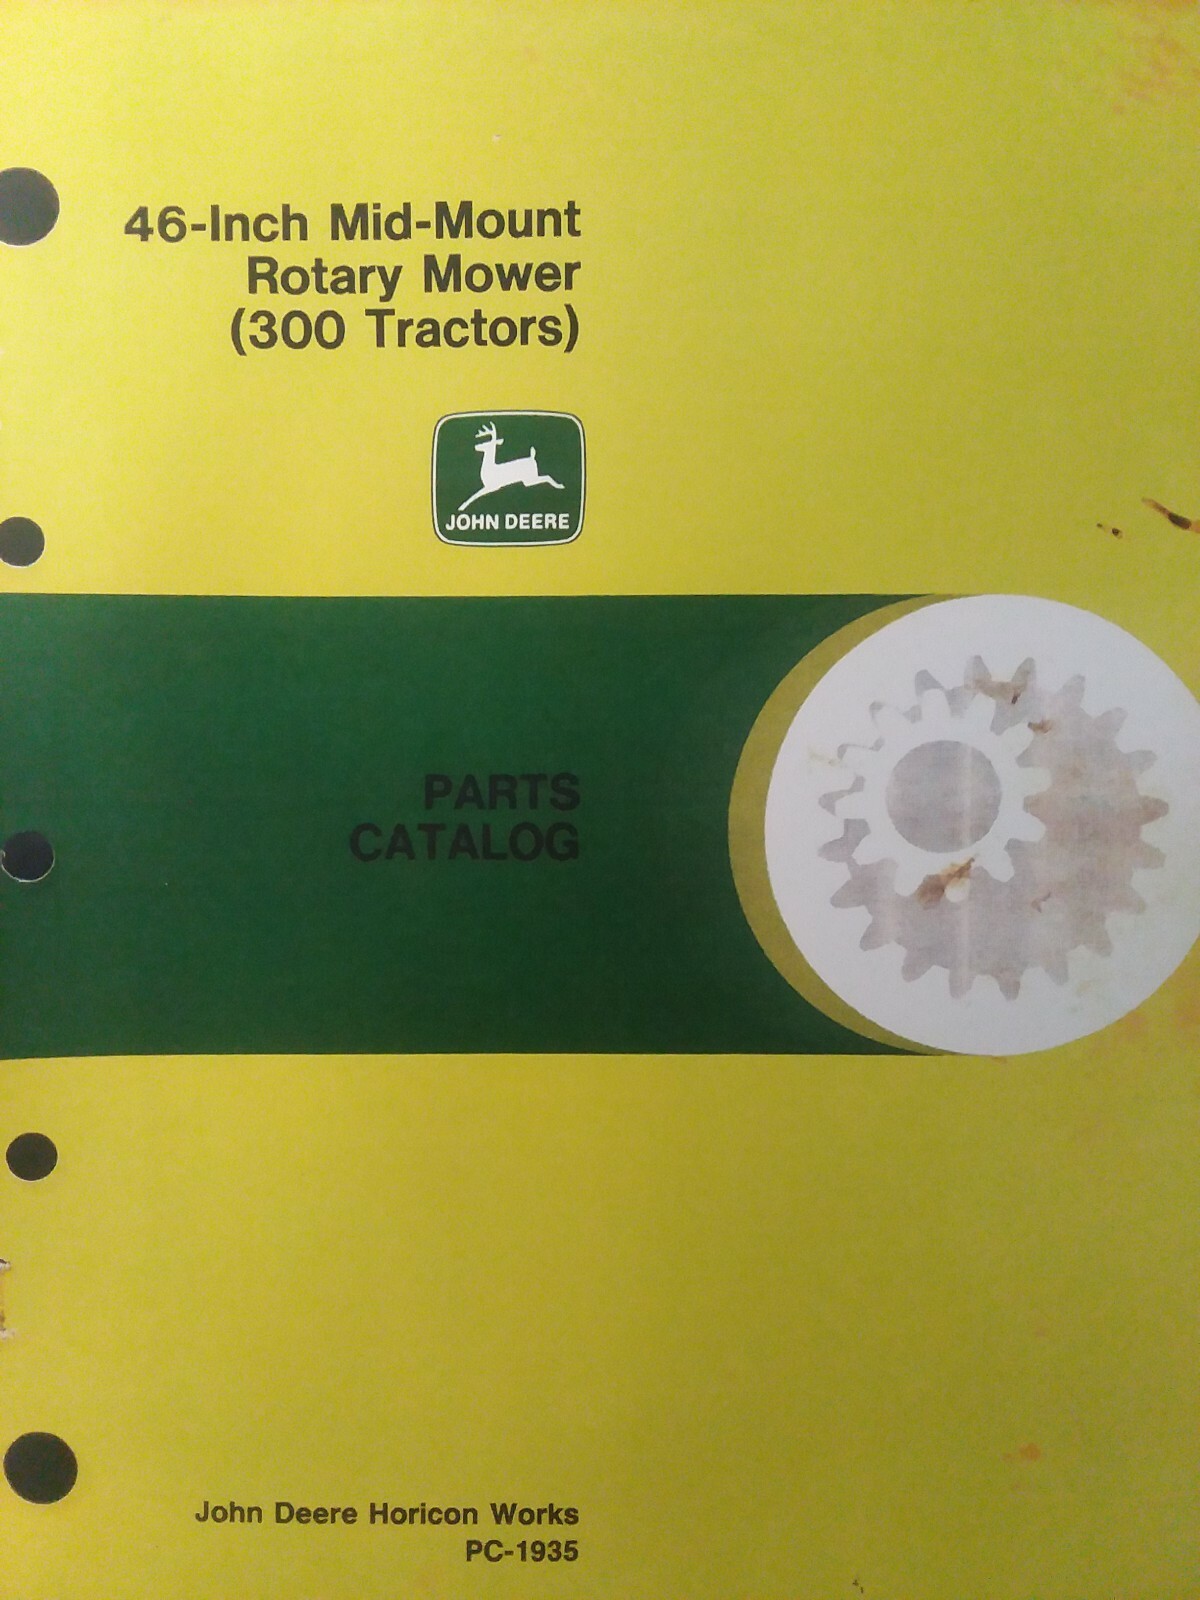 46-Inch Mid-Mount
Rotary Mower
(300 Tractors)
JOHN DEERE
PARTS
CATALOG
John Deere Horicon Works
PC-1935